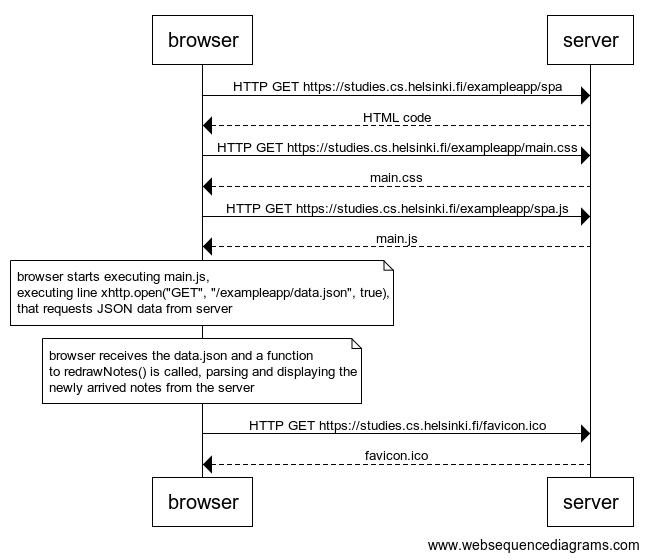 browser
server
HTTP GET https://studies.cs.helsinki.fi/exampleapp/spa
HTML code
HTTP GET https://studies.cs.helsinki.fi/exampleapp/main.css
main.css
HTTP GET https://studies.cs.helsinki.fi/exampleapp/spa.js
main.js
browser starts executing main.js,
executing line xhttp.open("GET", "/exampleapp/data.json", true),
that requests JSON data from server
browser receives the data.json and a function
to redrawNotes() is called, parsing and displaying the
newly arrived notes from the server
HTTP GET https://studies.cs.helsinki.fi/favicon.ico
favicon.ico
browser
server
www.websequencediagrams.com